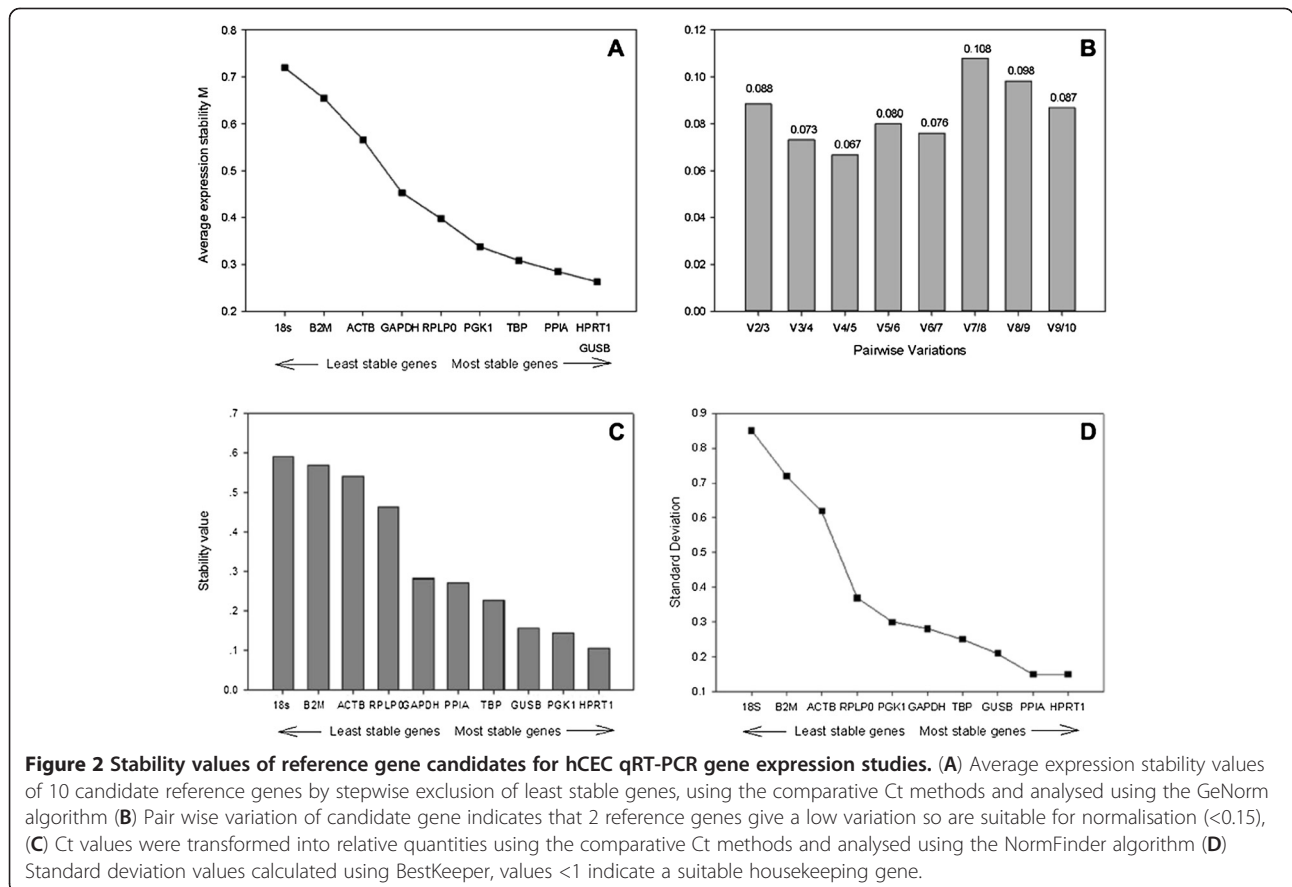 A
Average expression stability M
0.8
0.7
0.6
0.5
0.4
0.3
0.2
18s B2M ACTB GAPDH RPLP0 PGK1 TBP PPIA HPRT1
GUSB
Least stable genes Most stable genes
B
0.12
0.10
0.08
0.06
0.04
0.02
0.00
0.088
0.073
0.067
0.080
0.076
0.108
0.098
0.087
V2/3 V3/4 V4/5 V5/6 V6/7 V7/8 V8/9 V9/10
Pairwise Variations
C
Stability value
.7
.6
.5
.4
.3
.2
.1
0.0
18s B2M ACTB RPLP0 GAPDH PPIA TBP GUSB PGK1 HPRT1
Least stable genes Most stable genes
D
Standard Deviation
0.9
0.8
0.7
0.6
0.5
0.4
0.3
0.2
0.1
18S B2M ACTB RPLP0 PGK1 GAPDH TBP GUSB PPIA HPRT1
Least stable genes Most stable genes
Figure 2 Stability values of reference gene candidates for hCEC qRT-PCR gene expression studies. (A) Average expression stability values
of 10 candidate reference genes by stepwise exclusion of least stable genes, using the comparative Ct methods and analysed using the GeNorm
algorithm (B) Pair wise variation of candidate gene indicates that 2 reference genes give a low variation so are suitable for normalisation (<0.15),
(C) Ct values were transformed into relative quantities using the comparative Ct methods and analysed using the NormFinder algorithm (D)
Standard deviation values calculated using BestKeeper, values <1 indicate a suitable housekeeping gene.